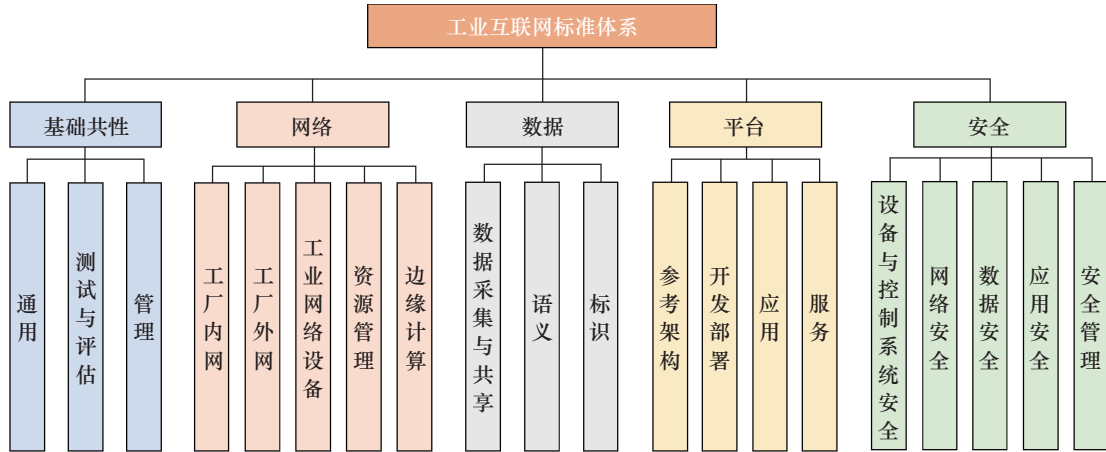 工业互联网标准体系
基础共性
网络
数据
平台
安全
通用
测试与评估
管理
工厂内网
工厂外网
工业网络设备
资源管理
边缘计算
数据采集与共享
语义
标识
参考架构
开发部署
应用
服务
设备与控制系统安全
网络安全
数据安全
应用安全
安全管理